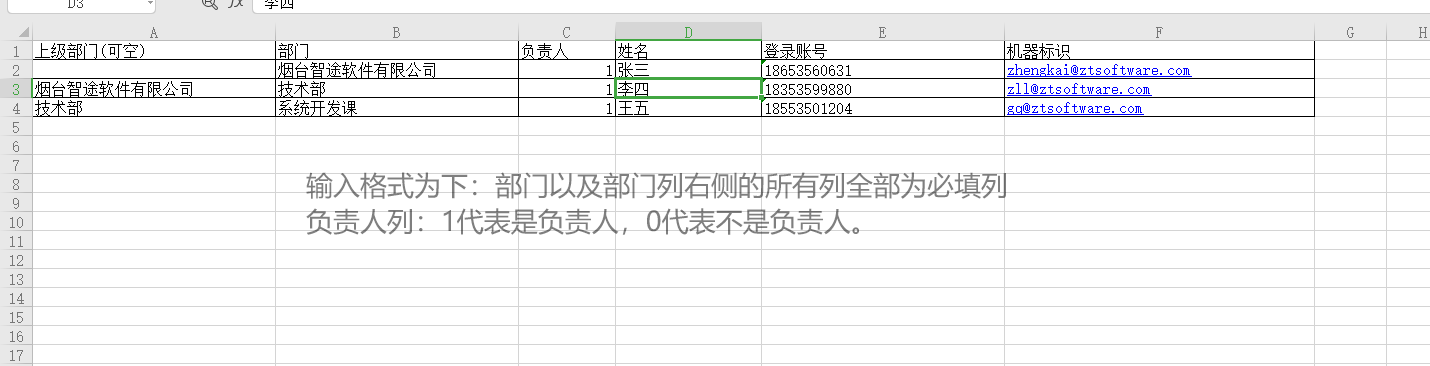 D3 fx 李四
A B C D E F G H
1 上级部门(可空) 部门 负责人 姓名 登录账号 机器标识
2 烟台智途软件有限公司 1 张三 18653560631 zhengkai@ztsoftware.com
3 烟台智途软件有限公司 技术部 1 李四 18353599880 zll@ztsoftware.com
4 技术部 系统开发课 1 王五 18553501204 gq@ztsoftware.com
5
6
7
8
9
10
11
12
13
14
15
16
17
输入格式为下：部门以及部门列右侧的所有列全部为必填列
负责人列：1代表是负责人，0代表不是负责人。